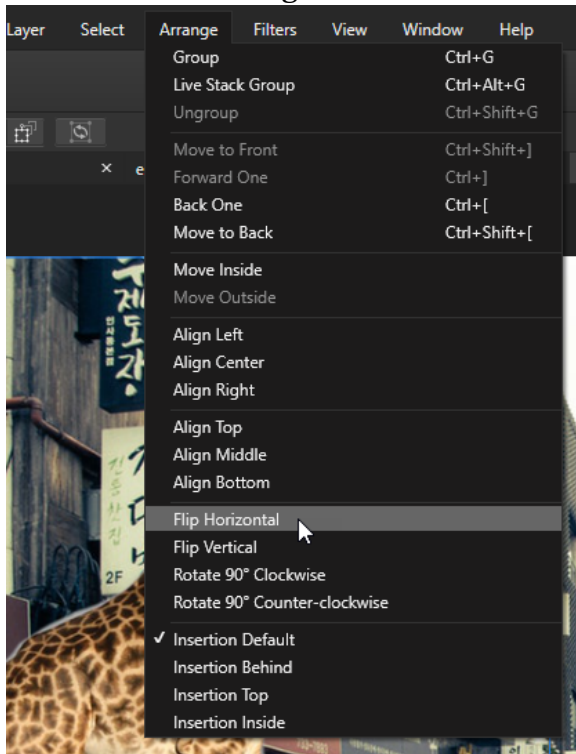 Layer Select Arrange Filters View Window Help
Group Ctrl+G
Live Stack Group Ctrl+Alt+G
Ungroup Ctrl+Shift+G
Move to Front Ctrl+Shift+]
Forward One Ctrl+]
Back One Ctrl+[
Move to Back Ctrl+Shift+[
Move Inside
Move Outside
Align Left
Align Center
Align Right
Align Top
Align Middle
Align Bottom
Flip Horizontal
Flip Vertical
Rotate 90° Clockwise
Rotate 90° Counter-clockwise
✓ Insertion Default
Insertion Behind
Insertion Top
Insertion Inside
× e
제도장
2F